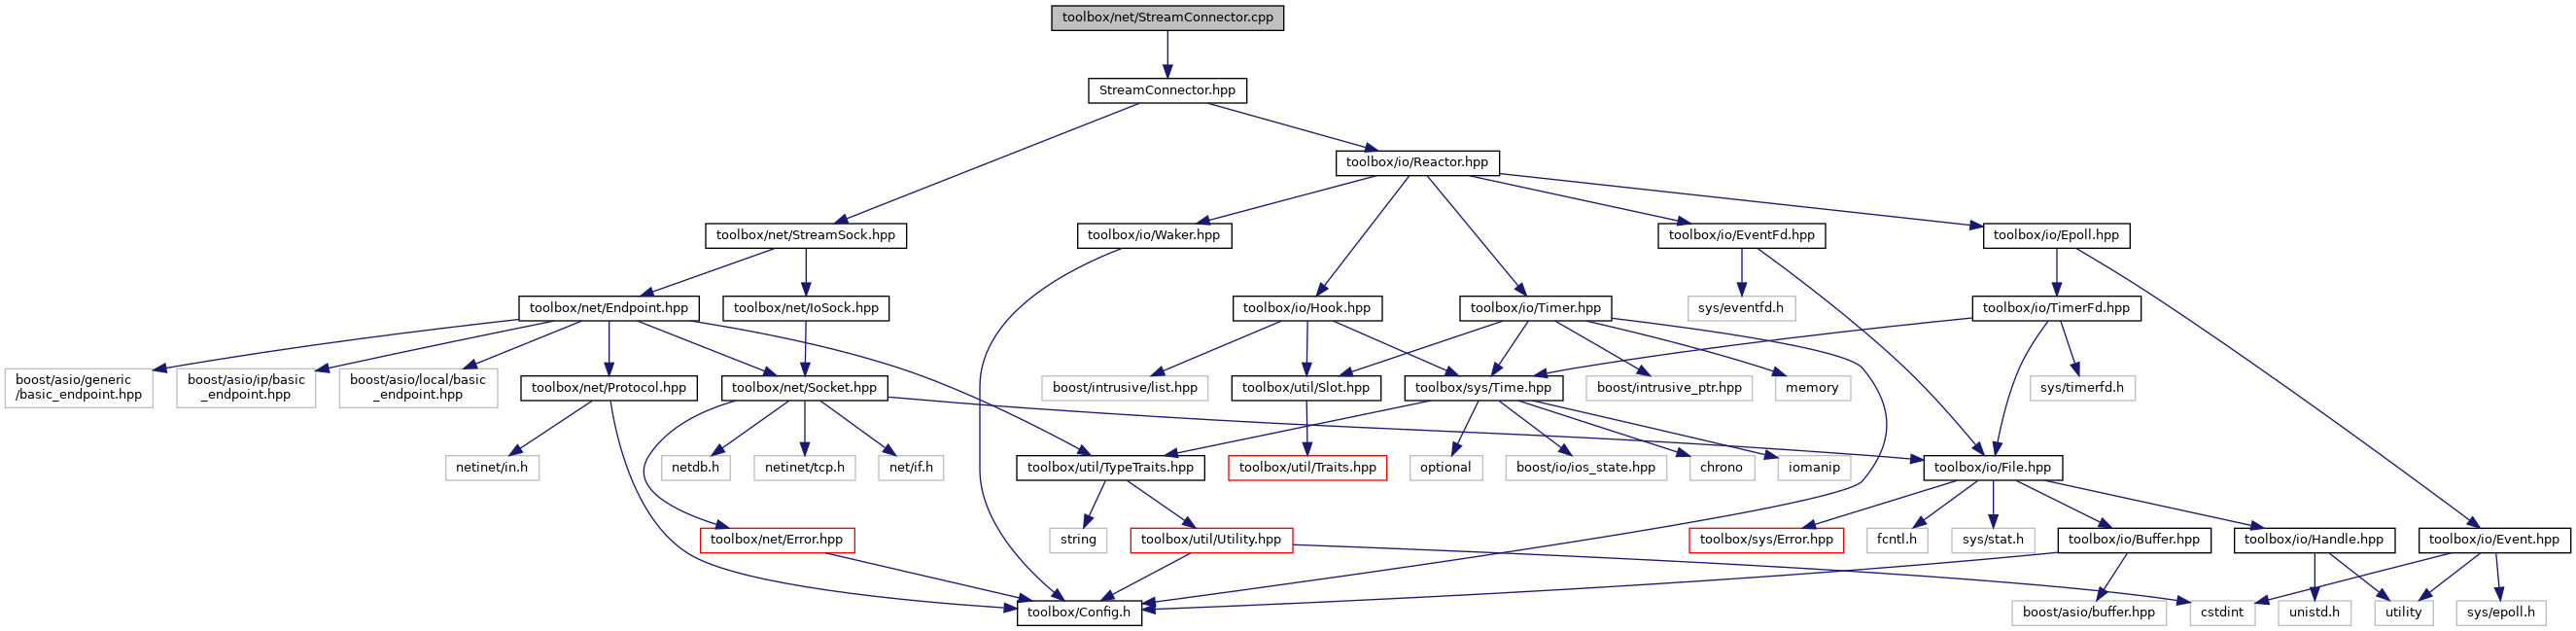 toolbox/net/StreamConnector.cpp
StreamConnector.hpp
toolbox/io/Reactor.hpp
toolbox/net/StreamSock.hpp
toolbox/io/Waker.hpp
toolbox/io/EventFd.hpp
toolbox/io/Epoll.hpp
toolbox/net/Endpoint.hpp
toolbox/net/IoSock.hpp
toolbox/io/Hook.hpp
toolbox/io/Timer.hpp
sys/eventfd.h
toolbox/io/TimerFd.hpp
boost/asio/generic
/basic_endpoint.hpp
boost/asio/ip/basic
_endpoint.hpp
boost/asio/local/basic
_endpoint.hpp
toolbox/net/Protocol.hpp
toolbox/net/Socket.hpp
boost/intrusive/list.hpp
toolbox/util/Slot.hpp
toolbox/sys/Time.hpp
boost/intrusive_ptr.hpp
memory
sys/timerfd.h
netinet/in.h
netdb.h
netinet/tcp.h
net/if.h
toolbox/util/TypeTraits.hpp
toolbox/util/Traits.hpp
optional
boost/io/ios_state.hpp
chrono
iomanip
toolbox/io/File.hpp
toolbox/net/Error.hpp
string
toolbox/util/Utility.hpp
toolbox/sys/Error.hpp
fcntl.h
sys/stat.h
toolbox/io/Buffer.hpp
toolbox/io/Handle.hpp
toolbox/io/Event.hpp
toolbox/Config.h
boost/asio/buffer.hpp
cstdint
unistd.h
utility
sys/epoll.h